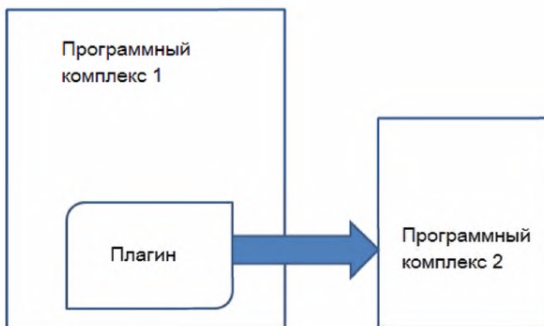 Программный
комплекс 1
Плагин
Программный
комплекс 2